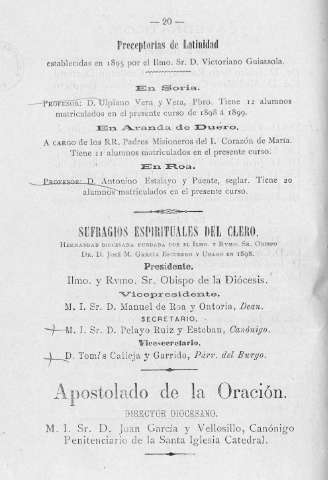 — 20 —
Preceptorias de Latinidad
establecidas en 1895 por el Ilmo. Sr. D. Victoriano Guisasola.
En Soria.
PROFESOR: D. Ulpiano Vera y Vera, Pbro. Tiene 12 alumnos
matriculados en el presente curso de 1898 á 1899.
En Aranda de Duero,
A CARGO de los RR. Padres Misioneros del I. Corazón de María.
Tiene 11 alumnos matriculados en el presente curso.
En Roa.
PROFESOR: D. Antonino Estalayo y Puente, seglar. Tiene 20
alumnos matriculados en el presente curso.
SUFRAGIOS ESPIRITUALES DEL CLERO,
HERMANDAD DIOCESANA FUNDADA POR EL ILMO. Y RVMO. SR. OBISPO
DR. D. JOSÉ M. GARCÍA ESCUDERO Y UBAGO EN 1898.
Presidente.
Ilmo. y Rvmo. Sr. Obispo de la Diócesis.
Vicepresidente.
M. I. Sr. D. Manuel de Roa y Ontoria, Dean.
SECRETARIO.
M. I. Sr. D. Pelayo Ruiz y Esteban, Canónigo.
Vicesecretario.
D. Tomás Calleja y Garrido, Párr. del Burgo.
Apostolado de la Oración.
DIRECTOR DIOCESANO.
M. I. Sr. D. Juan García y Vellosillo, Canónigo
Penitenciario de la Santa Iglesia Catedral.